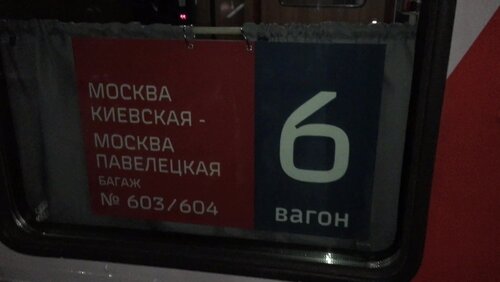 МОСКВА
КИЕВСКАЯ -
МОСКВА
ПАВЕЛЕЦКАЯ
БАГАЖ
№ 603/604
6
вагон